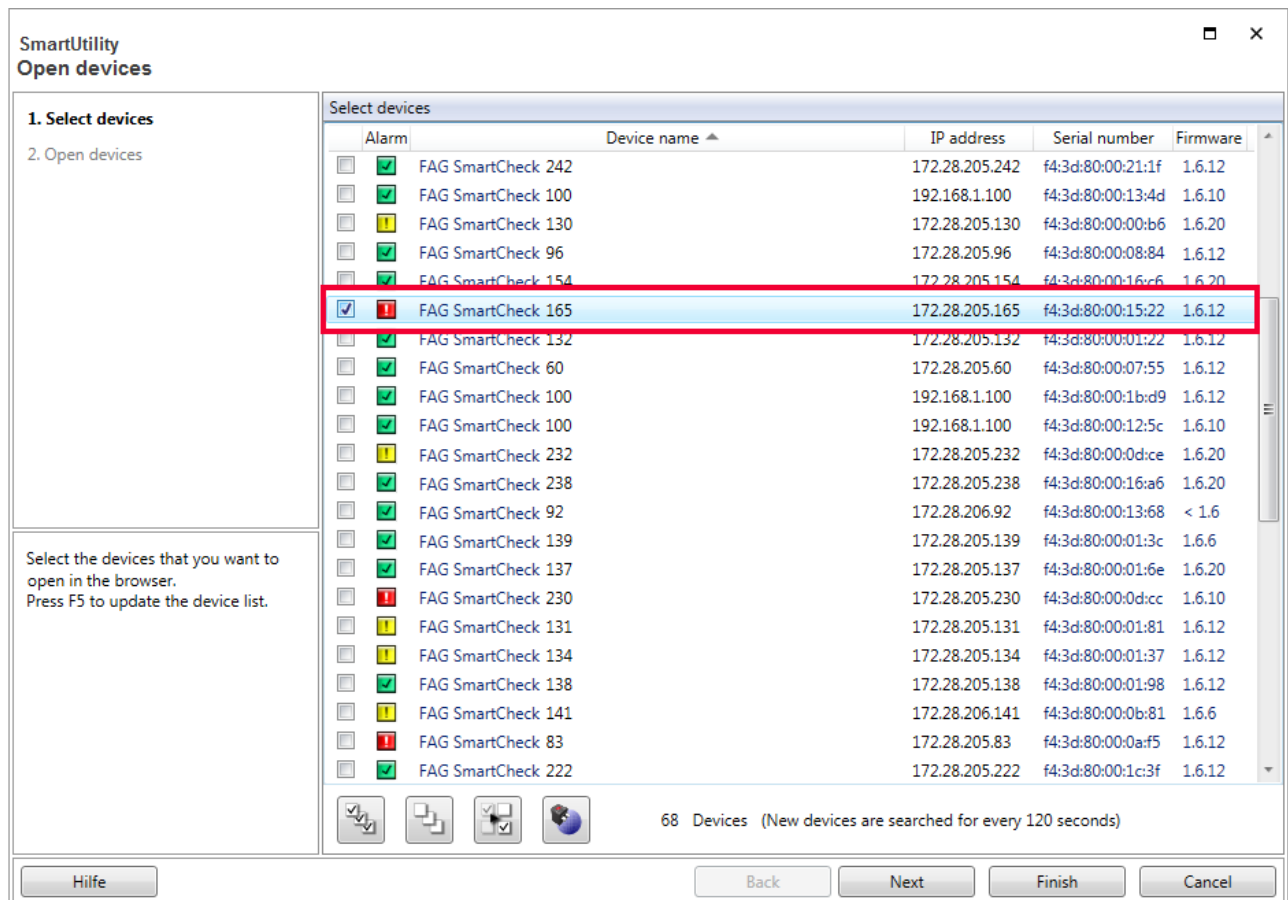 SmartUtility
Open devices
1. Select devices
2. Open devices
Select the devices that you want to
open in the browser.
Press F5 to update the device list.
Select devices
Alarm Device name IP address Serial number Firmware
FAG SmartCheck 242 172.28.205.242 f4:3d:80:00:21:1f 1.6.12
FAG SmartCheck 100 192.168.1.100 f4:3d:80:00:13:4d 1.6.10
FAG SmartCheck 130 172.28.205.130 f4:3d:80:00:00:b6 1.6.20
FAG SmartCheck 96 172.28.205.96 f4:3d:80:00:08:84 1.6.12
FAG SmartCheck 154 172.28.205.154 f4:3d:80:00:16:c6 1.6.20
FAG SmartCheck 165 172.28.205.165 f4:3d:80:00:15:22 1.6.12
FAG SmartCheck 132 172.28.205.132 f4:3d:80:00:01:22 1.6.12
FAG SmartCheck 60 172.28.205.60 f4:3d:80:00:07:55 1.6.12
FAG SmartCheck 100 192.168.1.100 f4:3d:80:00:1b:d9 1.6.12
FAG SmartCheck 100 192.168.1.100 f4:3d:80:00:12:5c 1.6.10
FAG SmartCheck 232 172.28.205.232 f4:3d:80:00:0d:ce 1.6.20
FAG SmartCheck 238 172.28.205.238 f4:3d:80:00:16:a6 1.6.20
FAG SmartCheck 92 172.28.206.92 f4:3d:80:00:13:68 < 1.6
FAG SmartCheck 139 172.28.205.139 f4:3d:80:00:01:3c 1.6.6
FAG SmartCheck 137 172.28.205.137 f4:3d:80:00:01:6e 1.6.20
FAG SmartCheck 230 172.28.205.230 f4:3d:80:00:0d:cc 1.6.10
FAG SmartCheck 131 172.28.205.131 f4:3d:80:00:01:81 1.6.12
FAG SmartCheck 134 172.28.205.134 f4:3d:80:00:01:37 1.6.12
FAG SmartCheck 138 172.28.205.138 f4:3d:80:00:01:98 1.6.12
FAG SmartCheck 141 172.28.206.141 f4:3d:80:00:0b:81 1.6.6
FAG SmartCheck 83 172.28.205.83 f4:3d:80:00:0a:f5 1.6.12
FAG SmartCheck 222 172.28.205.222 f4:3d:80:00:1c:3f 1.6.12
68 Devices (New devices are searched for every 120 seconds)
Hilfe Back Next Finish Cancel